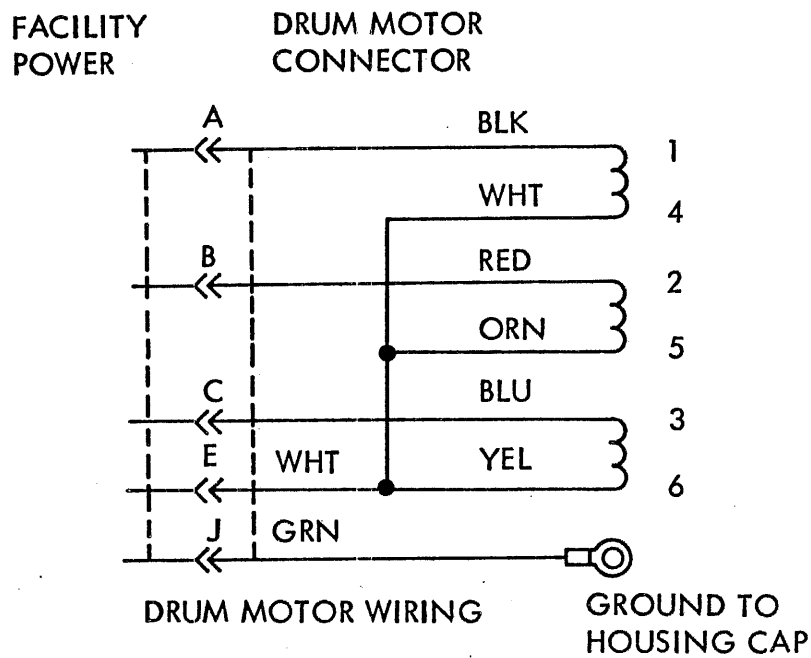 FACILITY
POWER
DRUM MOTOR
CONNECTOR
A
BLK
1
WHT
4
B
RED
2
ORN
5
C
BLU
3
E
WHT
YEL
6
J
GRN
DRUM MOTOR WIRING
GROUND TO
HOUSING CAP